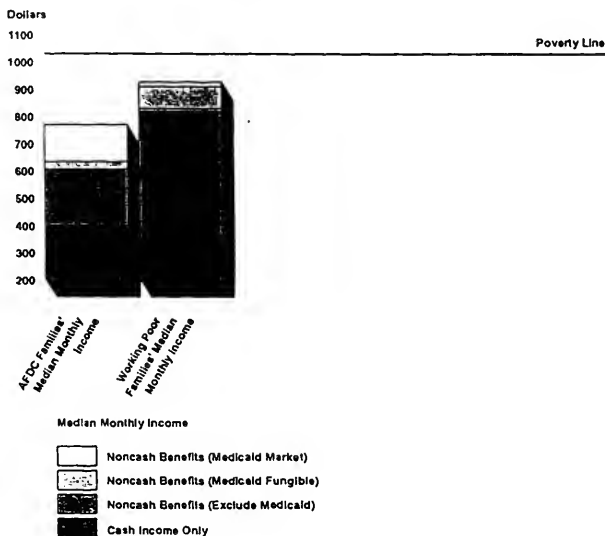 Dollars
1100
Poverty Line
1000
900
800
700
600
500
400
300
200
AFDC Families'
Median Monthly
Income
Working Poor
Families' Median
Monthly Income
Median Monthly Income
Noncash Benefits (Medicaid Market)
Noncash Benefits (Medicaid Fungible)
Noncash Benefits (Exclude Medicaid)
Cash Income Only